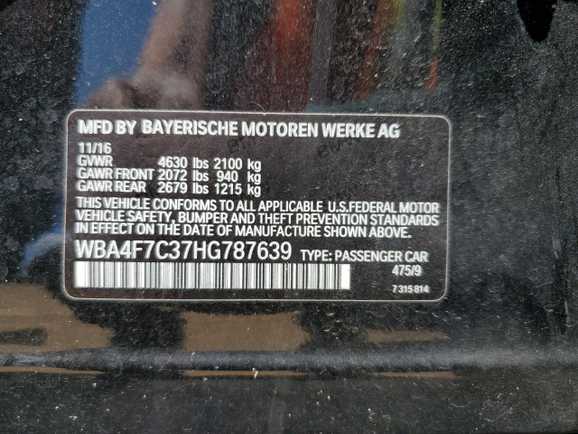 MFD BY BAYERISCHE MOTOREN WERKE AG
11/16
GVWR 4630 lbs 2100 kg
GAWR FRONT 2072 lbs 940 kg
GAWR REAR 2679 lbs 1215 kg
THIS VEHICLE CONFORMS TO ALL APPLICABLE U.S.FEDERAL MOTOR
VEHICLE SAFETY, BUMPER AND THEFT PREVENTION STANDARDS
IN EFFECT ON THE DATE OF MANUFACTURE SHOWN ABOVE.
WBA4F7C37HG787639 TYPE: PASSENGER CAR
475/9
7 315 814